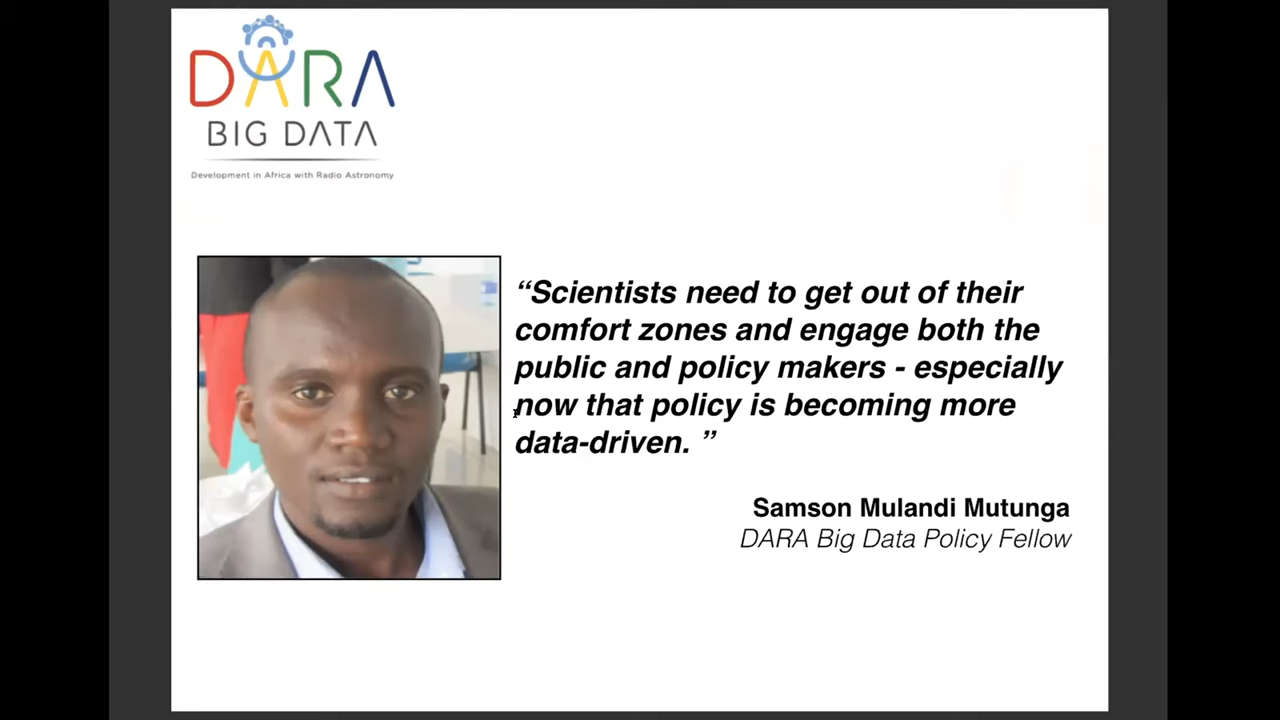 DARA
BIG DATA
Development in Africa with Radio Astronomy
“Scientists need to get out of their
comfort zones and engage both the
public and policy makers - especially
now that policy is becoming more
data-driven. ”
Samson Mulandi Mutunga
DARA Big Data Policy Fellow